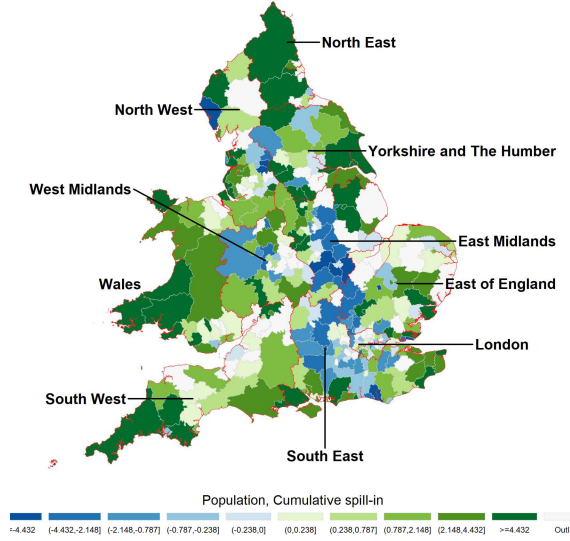 North East
North West
Yorkshire and The Humber
West Midlands
East Midlands
East of England
Wales
London
South West
South East
Population, Cumulative spill-in
=-4.432 (-4.432,-2.148] (-2.148,-0.787] (-0.787,-0.238] (-0.238,0] (0,0.238] (0.238,0.787] (0.787,2.148] (2.148,4.432] >=4.432 Outl